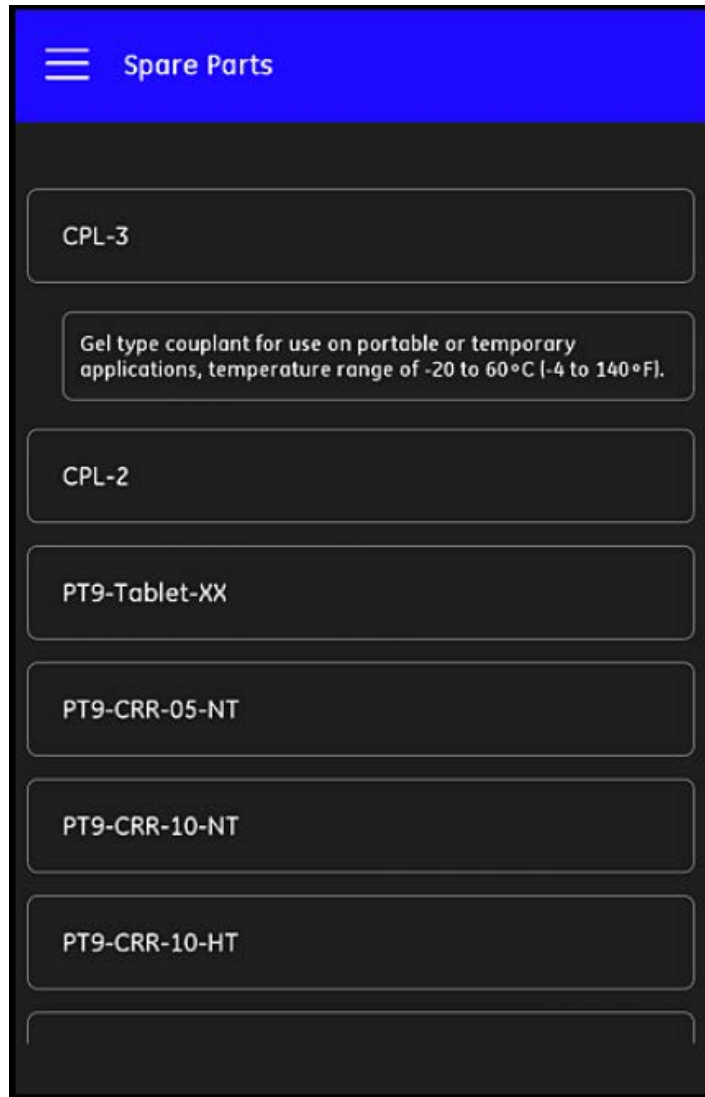 Spare Parts
CPL-3
Gel type couplant for use on portable or temporary
applications, temperature range of -20 to 60°C (-4 to 140°F).
CPL-2
PT9-Tablet-XX
PT9-CRR-05-NT
PT9-CRR-10-NT
PT9-CRR-10-HT